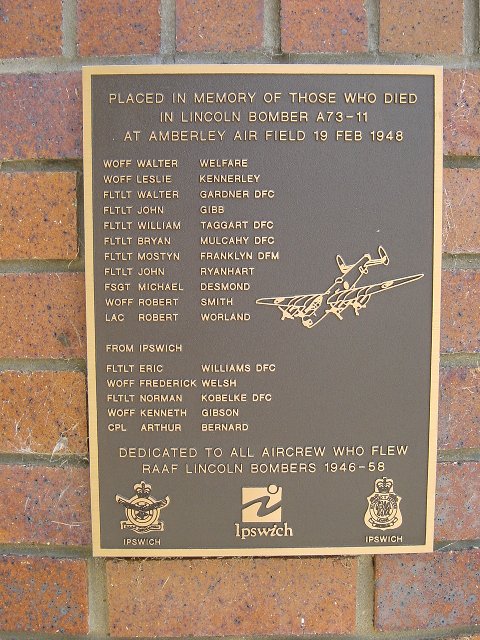 PLACED IN MEMORY OF THOSE WHO DIED
IN LINCOLN BOMBER A73-11
AT AMBERLEY AIR FIELD 19 FEB 1948
WOFF WALTER WELFARE
WOFF LESLIE KENNERLEY
FLTLT WALTER GARDNER DFC
FLTLT JOHN GIBB
FLTLT WILLIAM TAGGART DFC
FLTLT BRYAN MULCAHY DFC
FLTLT MOSTYN FRANKLYN DFM
FLTLT JOHN RYANHART
FSGT MICHAEL DESMOND
WOFF ROBERT SMITH
LAC ROBERT WORLAND
FROM IPSWICH
FLTLT ERIC WILLIAMS DFC
WOFF FREDERICK WELSH
FLTLT NORMAN KOBELKE DFC
WOFF KENNETH GIBSON
CPL ARTHUR BERNARD
DEDICATED TO ALL AIRCREW WHO FLEW
RAAF LINCOLN BOMBERS 1946-58
IPSWICH
Ipswich
IPSWICH